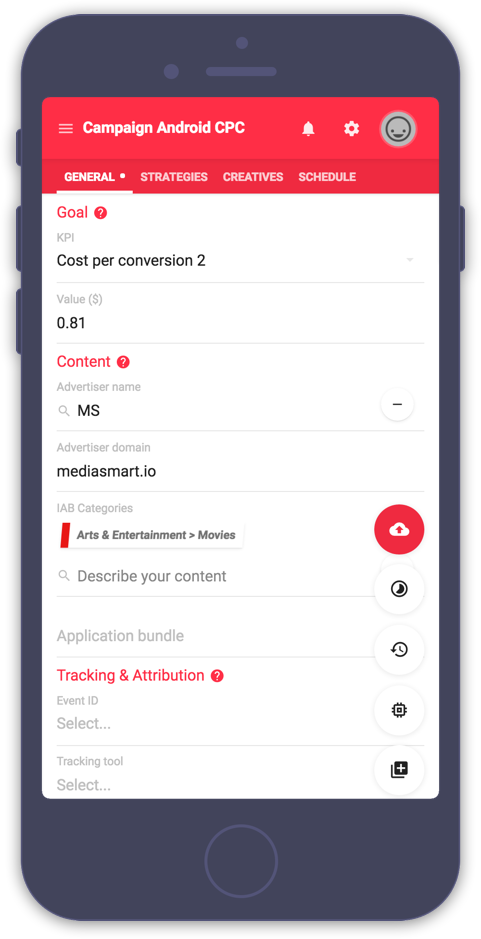 Campaign Android CPC
GENERAL • STRATEGIES CREATIVES SCHEDULE
Goal ?
KPI
Cost per conversion 2
Value ($)
0.81
Content ?
Advertiser name
MS
Advertiser domain
mediasmart.io
IAB Categories
Arts & Entertainment > Movies
Describe your content
Application bundle
Tracking & Attribution ?
Event ID
Select...
Tracking tool
Select...